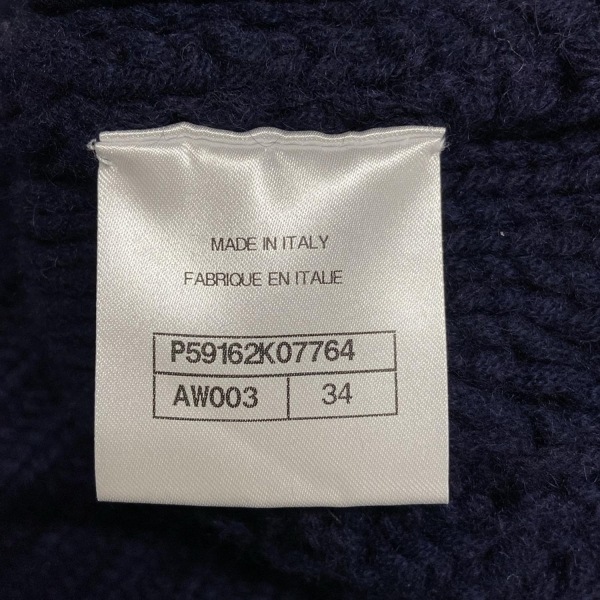 MADE IN ITALY
FABRIQUE EN ITALIE
P59162K07764
AW003 34